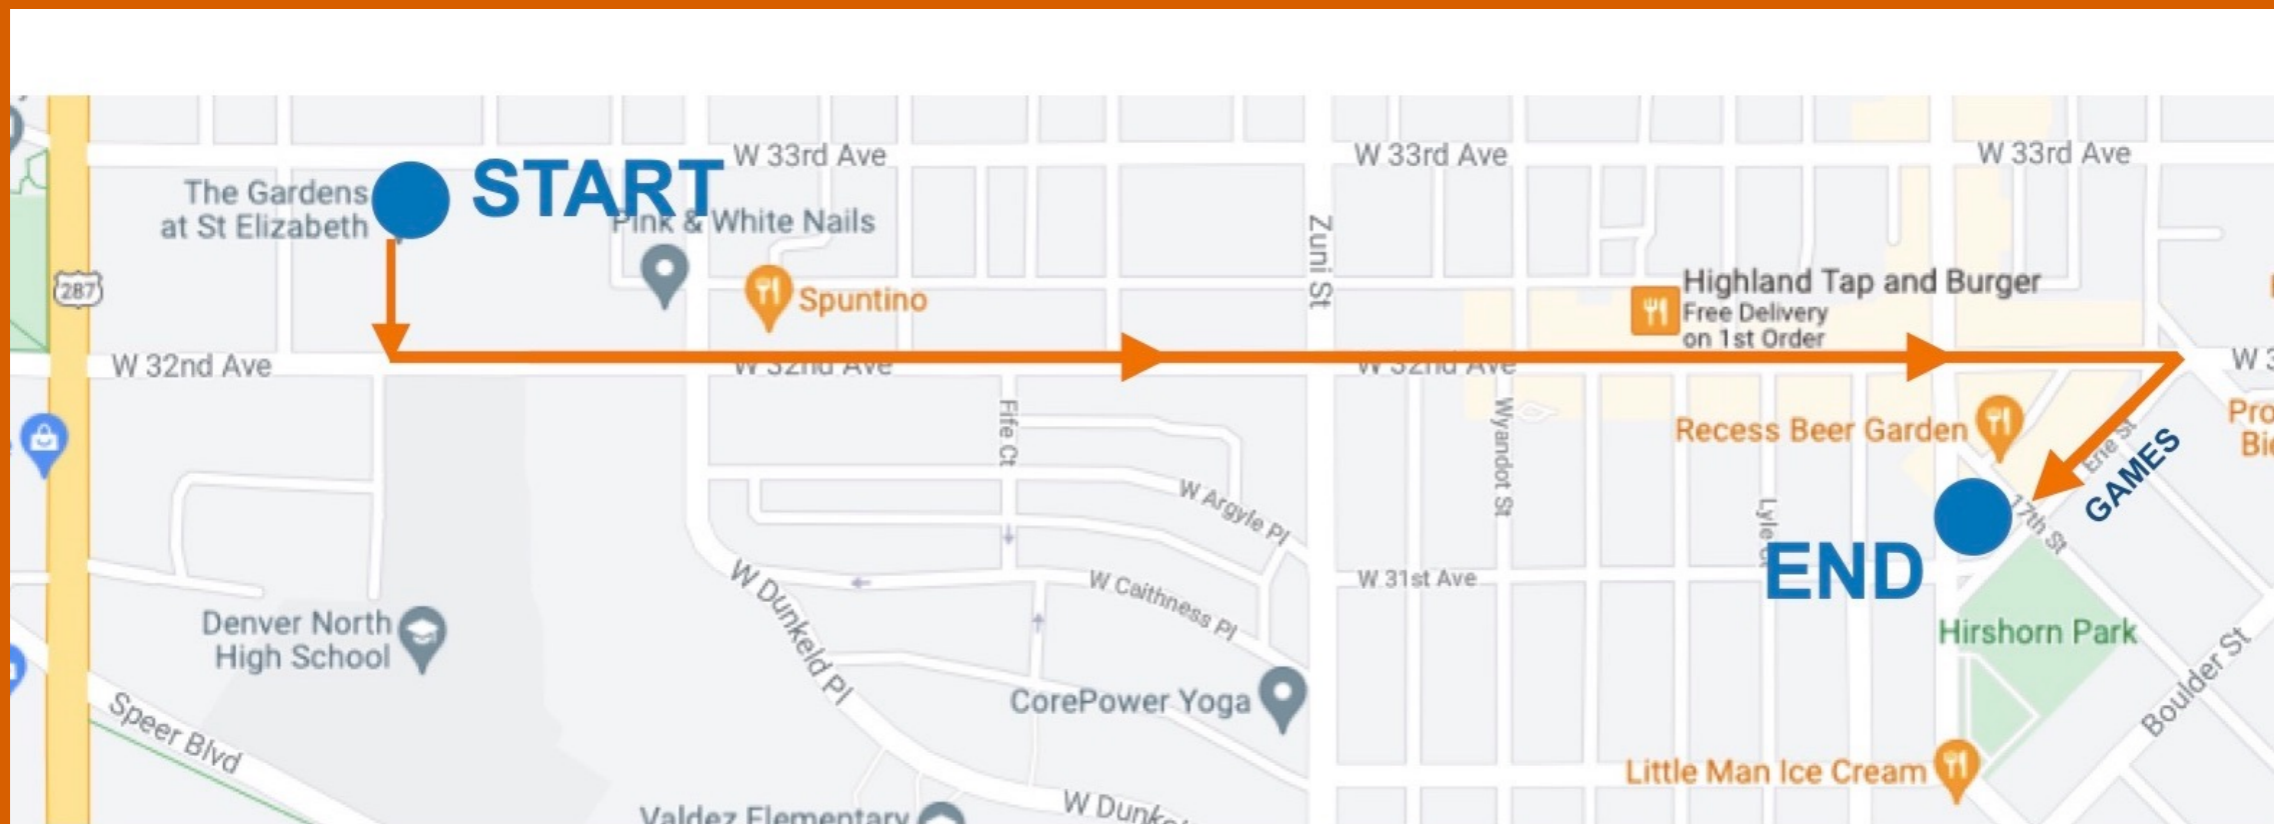 W 33rd Ave
W 33rd Ave
W 33rd Ave
The Gardens
at St Elizabeth
START
Pink & White Nails
287
Spuntino
Zuni St
Highland Tap and Burger
Free Delivery
on 1st Order
W 32nd Ave
W 32nd Ave
W 32nd Ave
Fife Ct
Wyandot St
Recess Beer Garden
Erie St
GAMES
17th St
W Argyle Pl
Lyle
END
W 31st Ave
W Caithness Pl
W Dunkeld Pl
Denver North
High School
Hirshorn Park
Boulder St
CorePower Yoga
Speer Blvd
Little Man Ice Cream
Valdez Elementary
W